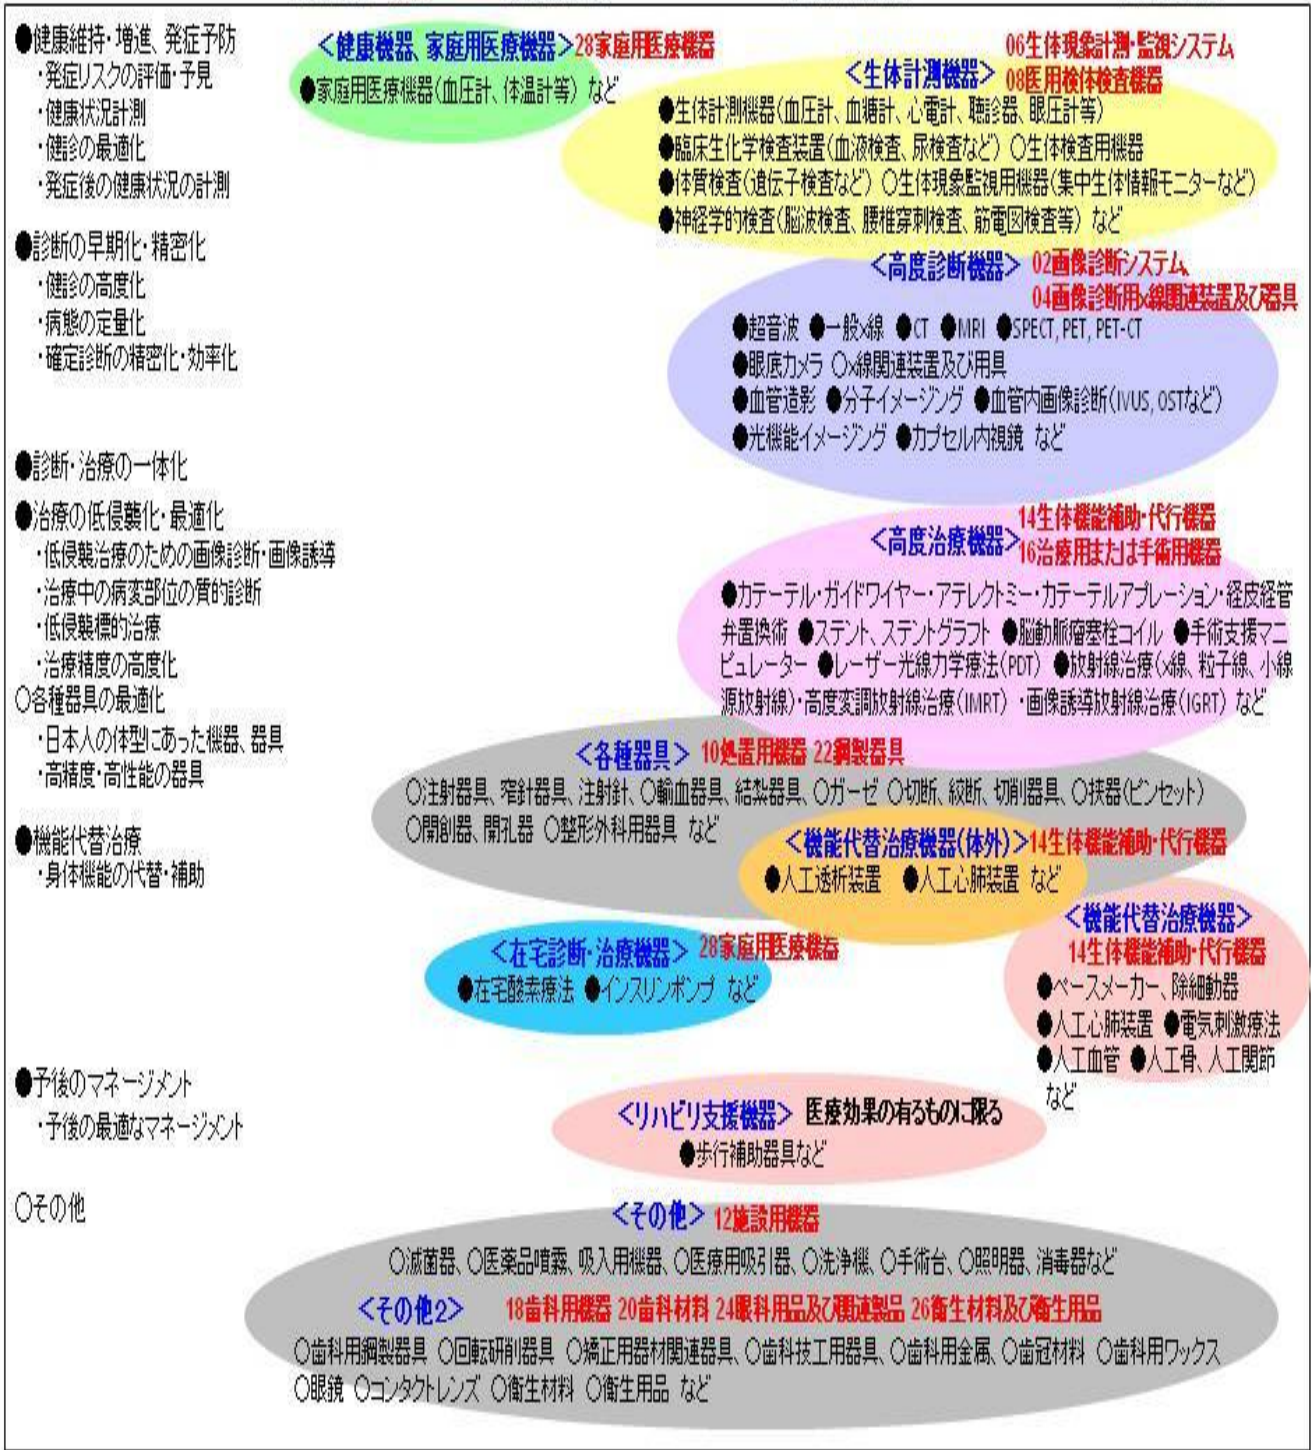 ●健康維持・増進、発症予防
・発症リスクの評価・予見
・健康状況計測
・健診の最適化
・発症後の健康状況の計測
<健康機器、家庭用医療機器>28家庭用医療機器
●家庭用医療機器(血圧計、体温計等) など
06生体現象計測・監視システム
<生体計測機器>08医用検体検査機器
●生体計測機器(血圧計、血糖計、心電計、聴診器、眼圧計等)
●臨床生化学検査装置(血液検査、尿検査など) ○生体検査用機器
●体質検査(遺伝子検査など) ○生体現象監視用機器(集中生体情報モニターなど)
●神経学的検査(脳波検査、腰椎穿刺検査、筋電図検査等) など
●診断の早期化・精密化
・健診の高度化
・病態の定量化
・確定診断の精密化・効率化
<高度診断機器> 02画像診断システム
04画像診断用x線関連装置及び器具
●超音波 ●一般x線 ●CT ●MRI ●SPECT, PET, PET-CT
●眼底カメラ ○x線関連装置及び用具
●血管造影 ●分子イメージング ●血管内画像診断(IVUS, OSTなど)
●光機能イメージング ●カプセル内視鏡 など
●診断・治療の一体化
●治療の低侵襲化・最適化
・低侵襲治療のための画像診断・画像誘導
・治療中の病変部位の質的診断
・低侵襲標的治療
・治療精度の高度化
○各種器具の最適化
・日本人の体型にあった機器、器具
・高精度・高性能の器具
14生体機能補助・代行機器
<高度治療機器>16治療用または手術用機器
●カテーテル・ガイドワイヤー・アテレクトミー・カテーテルアブレーション・経皮経管
弁置換術 ●ステント、ステントグラフト ●脳動脈瘤塞栓コイル ●手術支援マニ
ピュレーター ●レーザー光線力学療法(PDT) ●放射線治療(x線、粒子線、小線
源放射線)・高度変調放射線治療(IMRT) ・画像誘導放射線治療(IGRT) など
<各種器具> 10処置用機器 22鋼製器具
○注射器具、穿針器具、注射針、○輸血器具、結紮器具、○ガーゼ ○切断、絞断、切削器具、○挟器(ピンセット)
○開創器、開孔器 ○整形外科用器具 など
●機能代替治療
・身体機能の代替・補助
<機能代替治療機器(体外)>14生体機能補助・代行機器
●人工透析装置 ●人工心肺装置 など
<機能代替治療機器>
14生体機能補助・代行機器
●ペースメーカー、除細動器
●人工心肺装置 ●電気刺激療法
●人工血管 ●人工骨、人工関節
など
<在宅診断・治療機器> 28家庭用医療機器
●在宅酸素療法 ●インスリンポンプ など
●予後のマネージメント
・予後の最適なマネージメント
<リハビリ支援機器> 医療効果の有るものに限る
●歩行補助器具など
○その他
<その他> 12施設用機器
○滅菌器、○医薬品噴霧、吸入用機器、○医療用吸引器、○洗浄機、○手術台、○照明器、消毒器など
<その他2> 18歯科用機器 20歯科材料 24眼科用品及び関連製品 26衛生材料及び衛生用品
○歯科用鋼製器具 ○回転研削器具 ○矯正用器材関連器具、○歯科技工用器具、○歯科用金属、○歯冠材料 ○歯科用ワックス
○眼鏡 ○コンタクトレンズ ○衛生材料 ○衛生用品 など